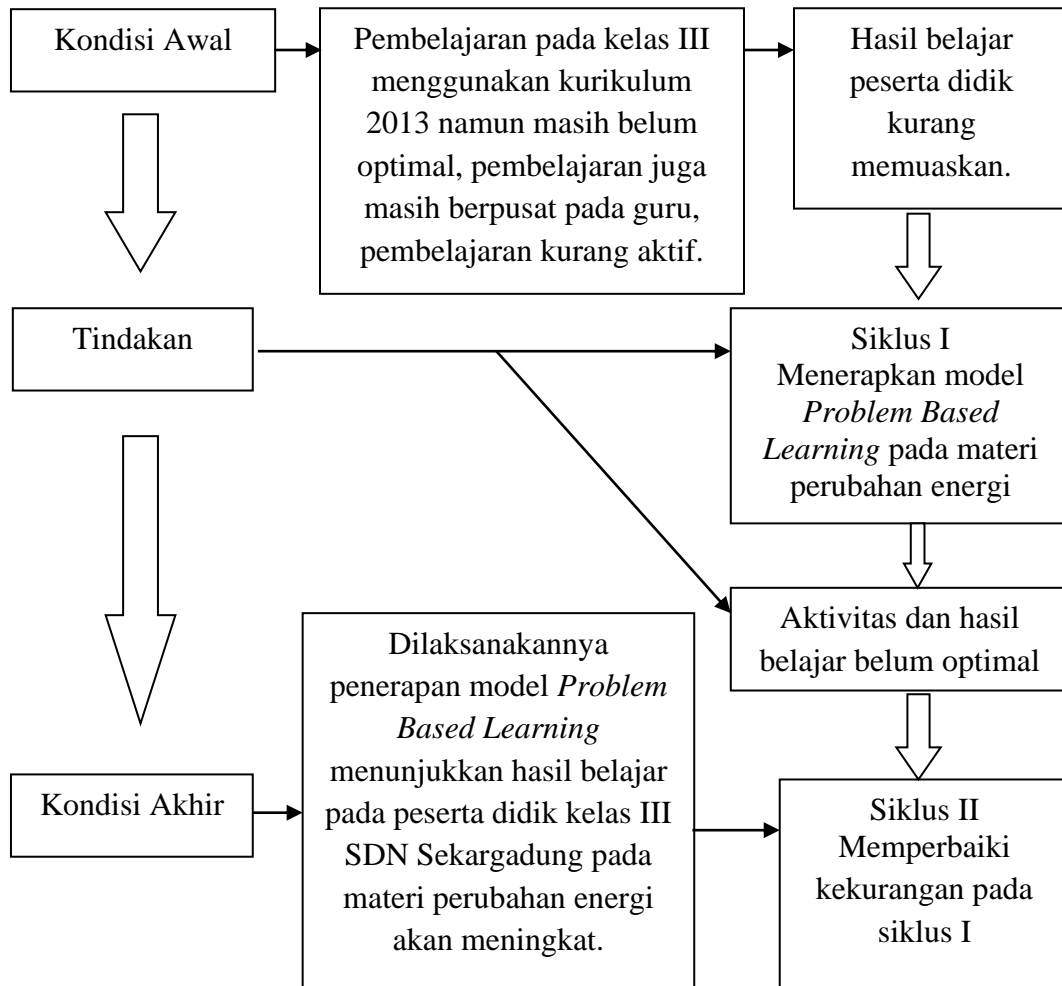 Kondisi Awal
Pembelajaran pada kelas III
menggunakan kurikulum
2013 namun masih belum
optimal, pembelajaran juga
masih berpusat pada guru,
pembelajaran kurang aktif.
Hasil belajar
peserta didik
kurang
memuaskan.
Tindakan
Siklus I
Menerapkan model
Problem Based
Learning pada materi
perubahan energi
Aktivitas dan hasil
belajar belum optimal
Kondisi Akhir
Dilaksanakannya
penerapan model Problem
Based Learning
menunjukkan hasil belajar
pada peserta didik kelas III
SDN Sekargadung pada
materi perubahan energi
akan meningkat.
Siklus II
Memperbaiki
kekurangan pada
siklus I